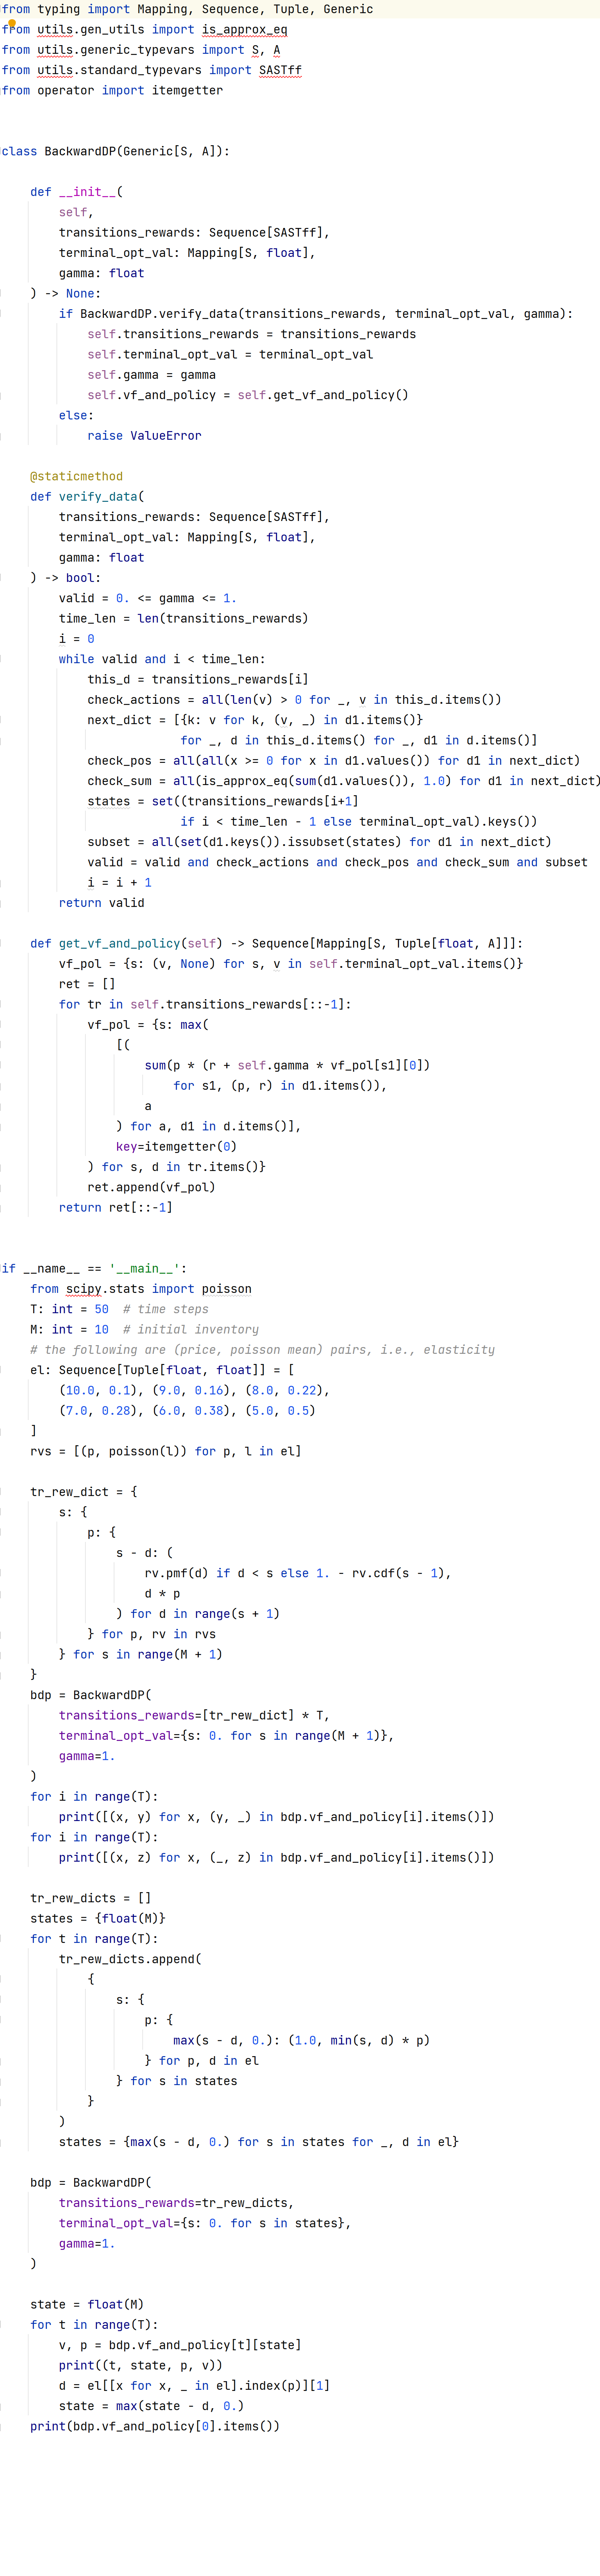 from typing import Mapping, Sequence, Tuple, Generic
from utils.gen_utils import is_approx_eq
from utils.generic_typevars import S, A
from utils.standard_typevars import SASTff
from operator import itemgetter


class BackwardDP(Generic[S, A]):

    def __init__(
        self,
        transitions_rewards: Sequence[SASTff],
        terminal_opt_val: Mapping[S, float],
        gamma: float
    ) -> None:
        if BackwardDP.verify_data(transitions_rewards, terminal_opt_val, gamma):
            self.transitions_rewards = transitions_rewards
            self.terminal_opt_val = terminal_opt_val
            self.gamma = gamma
            self.vf_and_policy = self.get_vf_and_policy()
        else:
            raise ValueError

    @staticmethod
    def verify_data(
        transitions_rewards: Sequence[SASTff],
        terminal_opt_val: Mapping[S, float],
        gamma: float
    ) -> bool:
        valid = 0. <= gamma <= 1.
        time_len = len(transitions_rewards)
        i = 0
        while valid and i < time_len:
            this_d = transitions_rewards[i]
            check_actions = all(len(v) > 0 for _, v in this_d.items())
            next_dict = [{k: v for k, (v, _) in d1.items()}
                         for _, d in this_d.items() for _, d1 in d.items()]
            check_pos = all(all(x >= 0 for x in d1.values()) for d1 in next_dict)
            check_sum = all(is_approx_eq(sum(d1.values()), 1.0) for d1 in next_dict)
            states = set((transitions_rewards[i+1]
                         if i < time_len - 1 else terminal_opt_val).keys())
            subset = all(set(d1.keys()).issubset(states) for d1 in next_dict)
            valid = valid and check_actions and check_pos and check_sum and subset
            i = i + 1
        return valid

    def get_vf_and_policy(self) -> Sequence[Mapping[S, Tuple[float, A]]]:
        vf_pol = {s: (v, None) for s, v in self.terminal_opt_val.items()}
        ret = []
        for tr in self.transitions_rewards[::-1]:
            vf_pol = {s: max(
                [(
                    sum(p * (r + self.gamma * vf_pol[s1][0])
                        for s1, (p, r) in d1.items()),
                    a
                ) for a, d1 in d.items()],
                key=itemgetter(0)
            ) for s, d in tr.items()}
            ret.append(vf_pol)
        return ret[::-1]


if __name__ == '__main__':
    from scipy.stats import poisson
    T: int = 50  # time steps
    M: int = 10  # initial inventory
    # the following are (price, poisson mean) pairs, i.e., elasticity
    el: Sequence[Tuple[float, float]] = [
        (10.0, 0.1), (9.0, 0.16), (8.0, 0.22),
        (7.0, 0.28), (6.0, 0.38), (5.0, 0.5)
    ]
    rvs = [(p, poisson(l)) for p, l in el]

    tr_rew_dict = {
        s: {
            p: {
                s - d: (
                    rv.pmf(d) if d < s else 1. - rv.cdf(s - 1),
                    d * p
                ) for d in range(s + 1)
            } for p, rv in rvs
        } for s in range(M + 1)
    }
    bdp = BackwardDP(
        transitions_rewards=[tr_rew_dict] * T,
        terminal_opt_val={s: 0. for s in range(M + 1)},
        gamma=1.
    )
    for i in range(T):
        print([(x, y) for x, (y, _) in bdp.vf_and_policy[i].items()])
    for i in range(T):
        print([(x, z) for x, (_, z) in bdp.vf_and_policy[i].items()])

    tr_rew_dicts = []
    states = {float(M)}
    for t in range(T):
        tr_rew_dicts.append(
            {
                s: {
                    p: {
                        max(s - d, 0.): (1.0, min(s, d) * p)
                    } for p, d in el
                } for s in states
            }
        )
        states = {max(s - d, 0.) for s in states for _, d in el}

    bdp = BackwardDP(
        transitions_rewards=tr_rew_dicts,
        terminal_opt_val={s: 0. for s in states},
        gamma=1.
    )

    state = float(M)
    for t in range(T):
        v, p = bdp.vf_and_policy[t][state]
        print((t, state, p, v))
        d = el[[x for x, _ in el].index(p)][1]
        state = max(state - d, 0.)
    print(bdp.vf_and_policy[0].items())